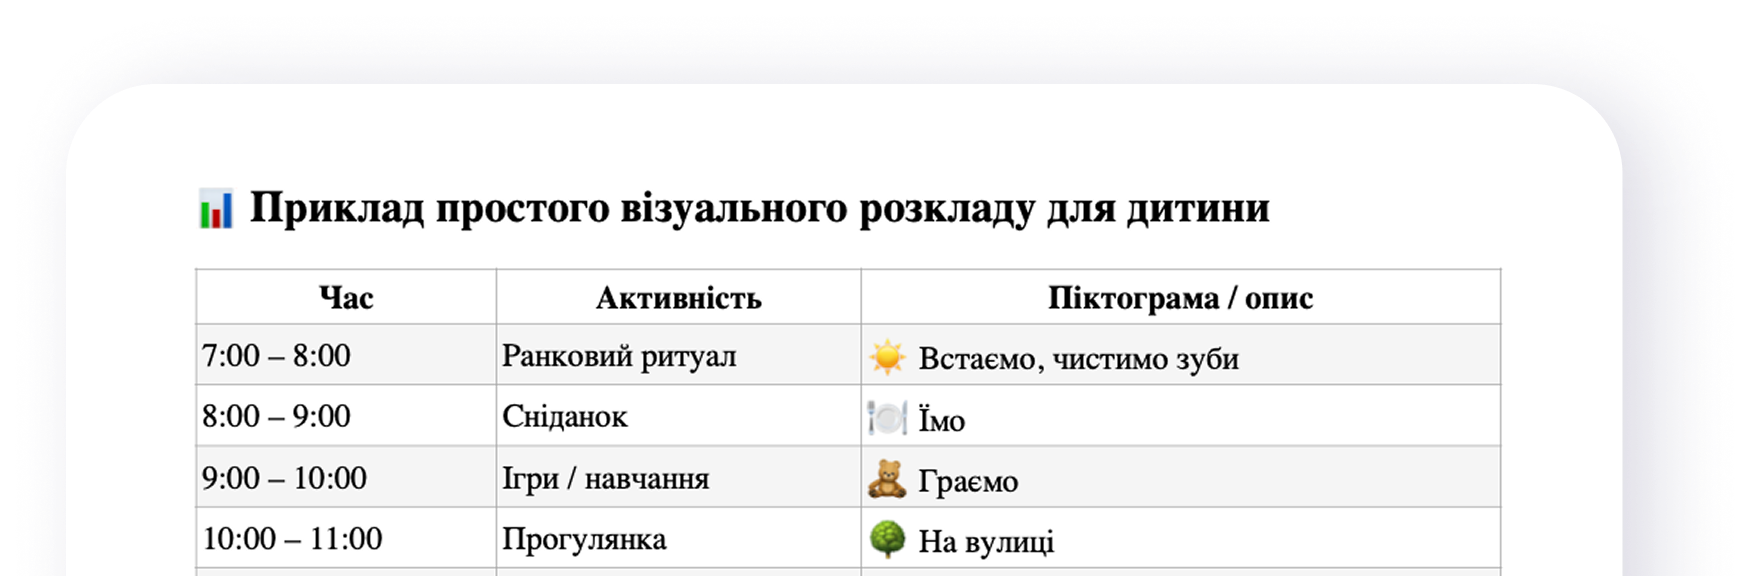 📊 Приклад простого візуального розкладу для дитини
Час Активність Піктограма / опис
7:00 – 8:00 Ранковий ритуал ☀️ Встаємо, чистимо зуби
8:00 – 9:00 Сніданок 🍽️ Їмо
9:00 – 10:00 Ігри / навчання 🧸 Граємо
10:00 – 11:00 Прогулянка 🌳 На вулиці